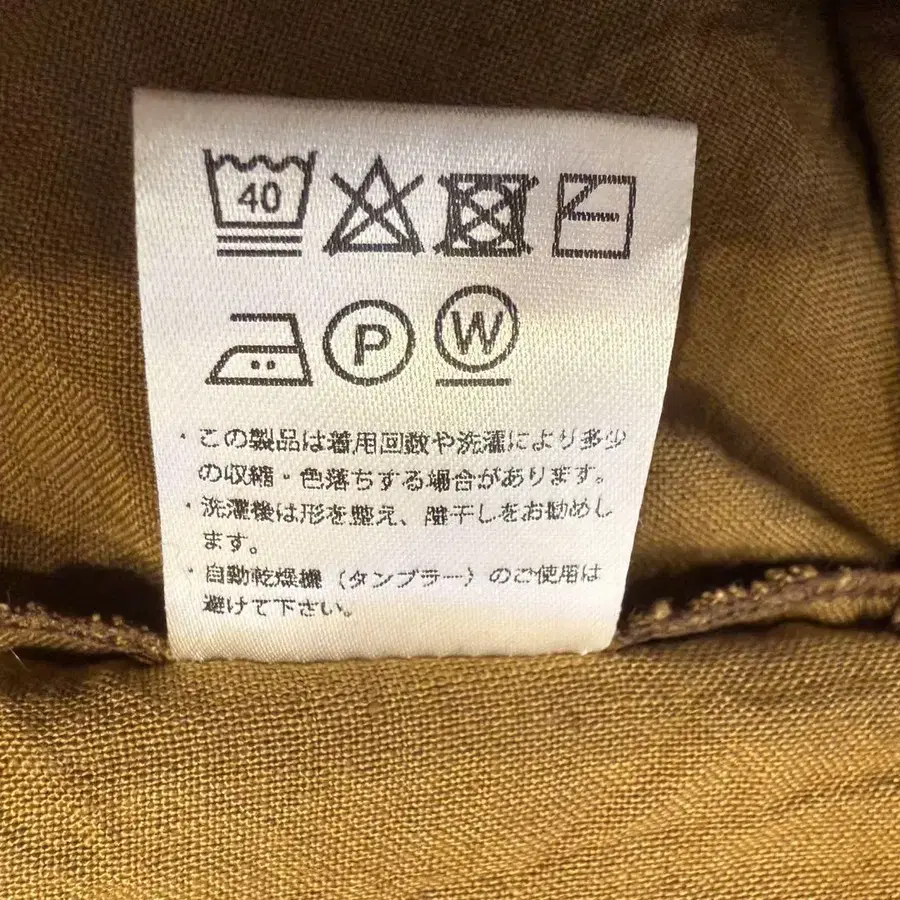 40
P W
・この製品は着用回数や洗濯により多少
の収縮・色落ちする場合があります。
・洗濯後は形を整え、陰干しをお勧めし
ます。
・自動乾燥機（タンブラー）のご使用は
避けて下さい。